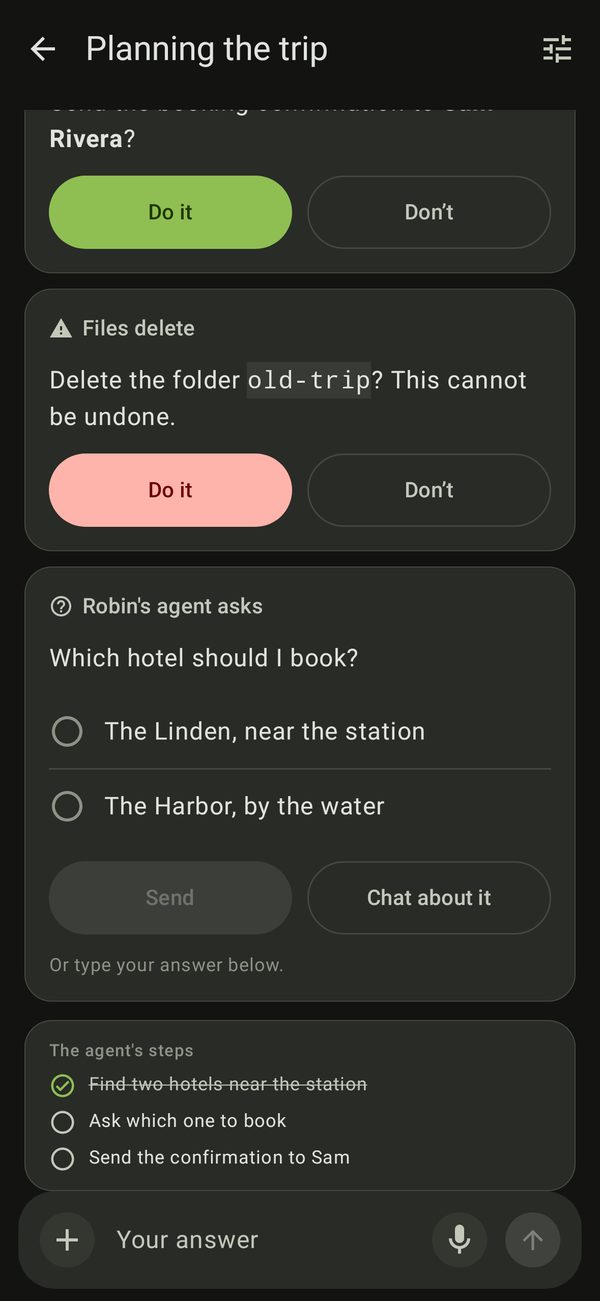 Planning the trip
Rivera?
Do it
Don’t
Files delete
Delete the folder old-trip? This cannot
be undone.
Do it
Don’t
Robin's agent asks
Which hotel should I book?
The Linden, near the station
The Harbor, by the water
Send
Chat about it
Or type your answer below.
The agent's steps
Find two hotels near the station
Ask which one to book
Send the confirmation to Sam
Your answer